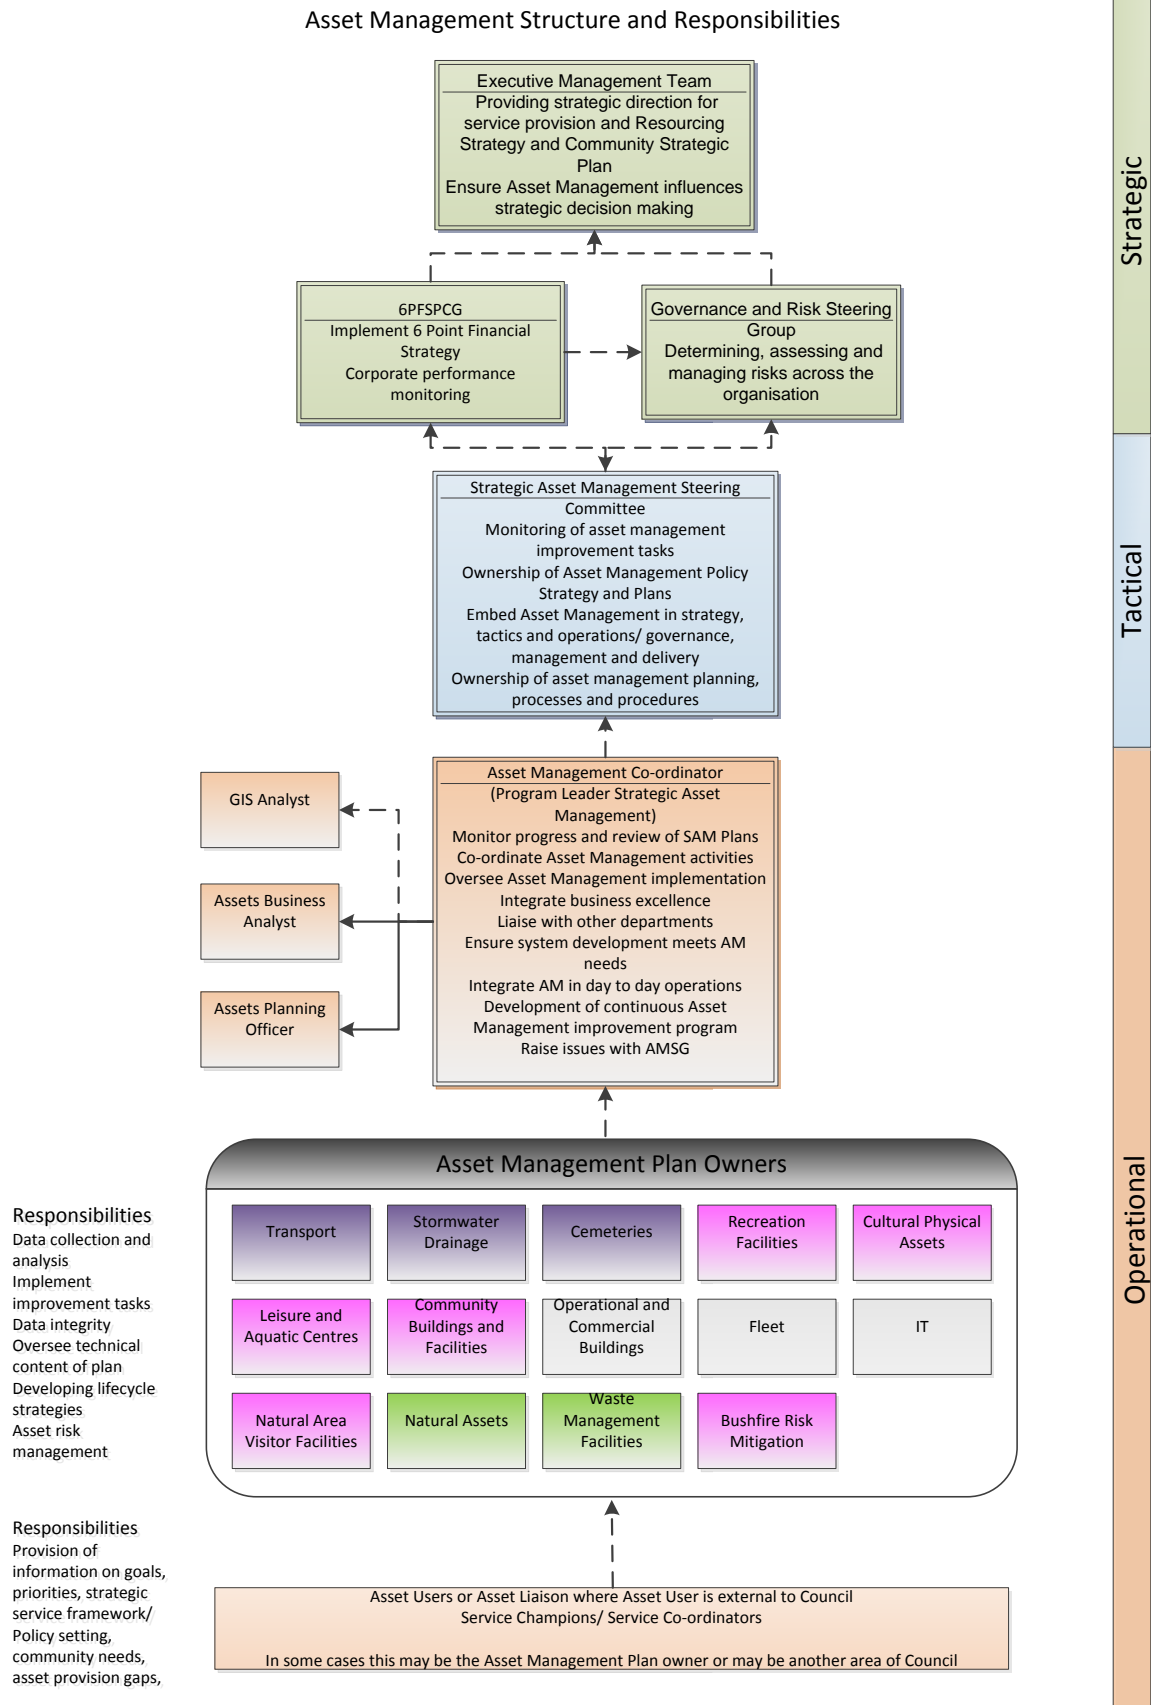 Asset Management Structure and Responsibilities
Executive Management Team
Providing strategic direction for
service provision and Resourcing
Strategy and Community Strategic
Plan
Ensure Asset Management influences
strategic decision making
Strategic
6PFSPCG
Implement 6 Point Financial
Strategy
Corporate performance
monitoring
Governance and Risk Steering
Group
Determining, assessing and
managing risks across the
organisation
Strategic Asset Management Steering
Committee
Monitoring of asset management
improvement tasks
Ownership of Asset Management Policy
Strategy and Plans
Embed Asset Management in strategy,
tactics and operations/ governance,
management and delivery
Ownership of asset management planning,
processes and procedures
Tactical
Asset Management Co-ordinator
(Program Leader Strategic Asset
Management)
Monitor progress and review of SAM Plans
Co-ordinate Asset Management activities
Oversee Asset Management implementation
Integrate business excellence
Liaise with other departments
Ensure system development meets AM
needs
Integrate AM in day to day operations
Development of continuous Asset
Management improvement program
Raise issues with AMSG
GIS Analyst
Assets Business
Analyst
Assets Planning
Officer
Operational
Asset Management Plan Owners
Transport
Stormwater
Drainage
Cemeteries
Recreation
Facilities
Cultural Physical
Assets
Leisure and
Aquatic Centres
Community
Buildings and
Facilities
Operational and
Commercial
Buildings
Fleet
IT
Natural Area
Visitor Facilities
Natural Assets
Waste
Management
Facilities
Bushfire Risk
Mitigation
Responsibilities
Data collection and
analysis
Implement
improvement tasks
Data integrity
Oversee technical
content of plan
Developing lifecycle
strategies
Asset risk
management
Responsibilities
Provision of
information on goals,
priorities, strategic
service framework/
Policy setting,
community needs,
asset provision gaps,
Asset Users or Asset Liaison where Asset User is external to Council
Service Champions/ Service Co-ordinators
In some cases this may be the Asset Management Plan owner or may be another area of Council